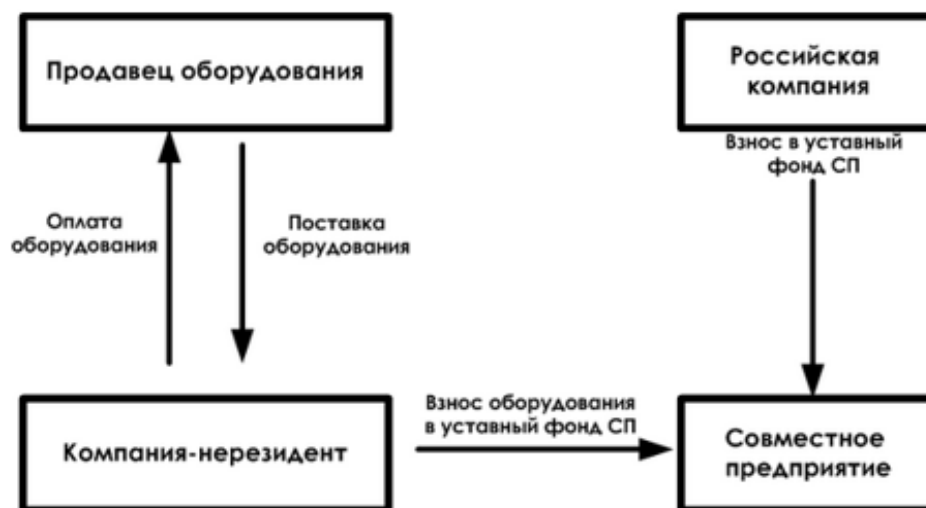 Продавец оборудования
Российская
компания
Взнос в уставный
фонд СП
Оплата
оборудования
Поставка
оборудования
Взнос оборудования
в уставный фонд СП
Компания-нерезидент
Совместное
предприятие